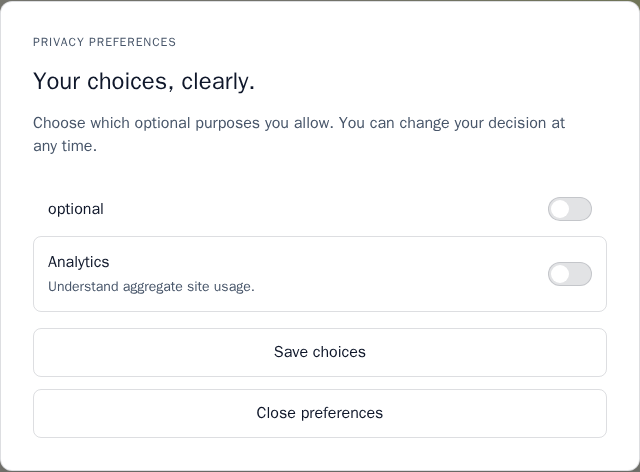 PRIVACY PREFERENCES
Your choices, clearly.
Choose which optional purposes you allow. You can change your decision at
any time.
optional
Analytics
Understand aggregate site usage.
Save choices
Close preferences